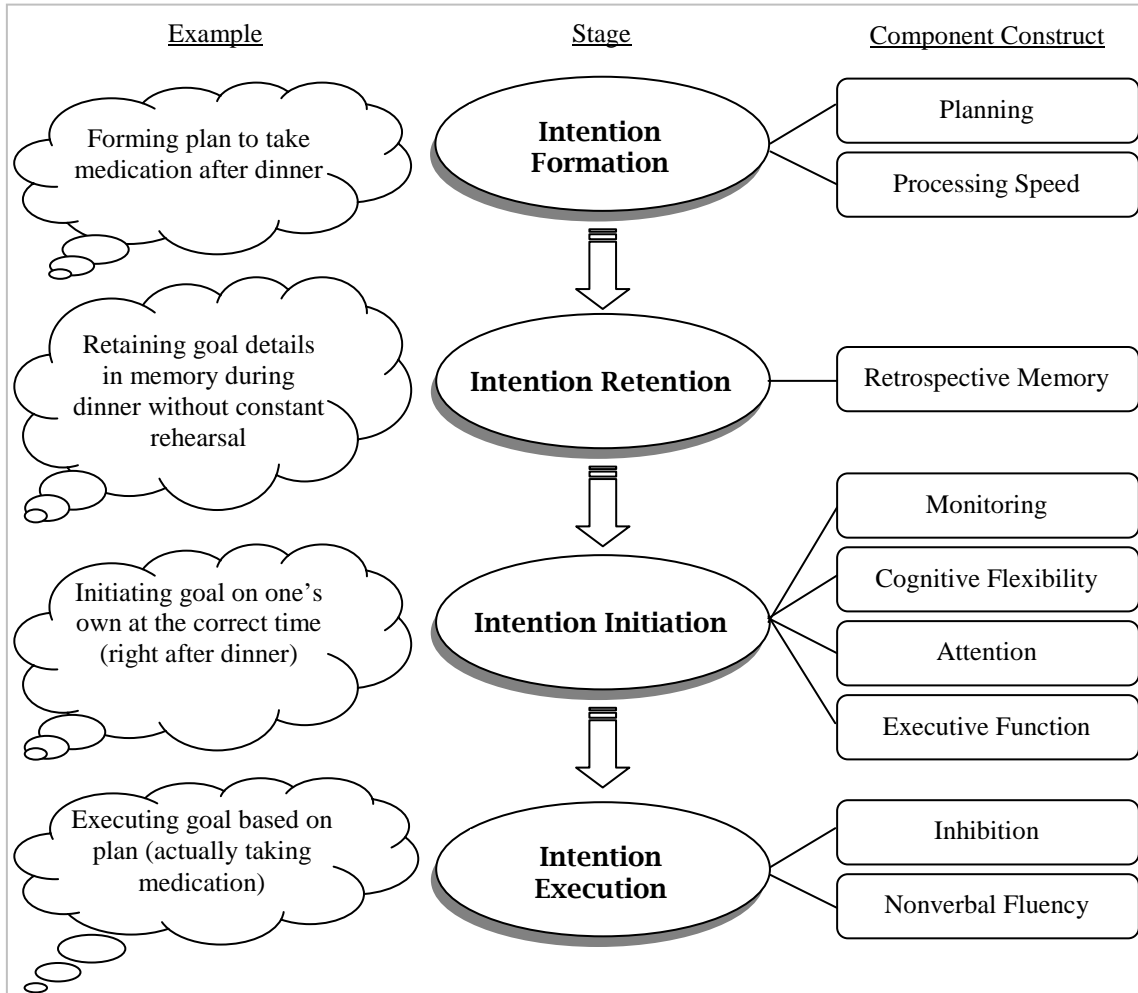 Example
Stage
Component Construct
Forming plan to take
medication after dinner
Intention
Formation
Planning
Processing Speed
Retaining goal details
in memory during
dinner without constant
rehearsal
Intention Retention
Retrospective Memory
Initiating goal on one’s
own at the correct time
(right after dinner)
Intention Initiation
Monitoring
Cognitive Flexibility
Attention
Executive Function
Executing goal based on
plan (actually taking
medication)
Intention
Execution
Inhibition
Nonverbal Fluency